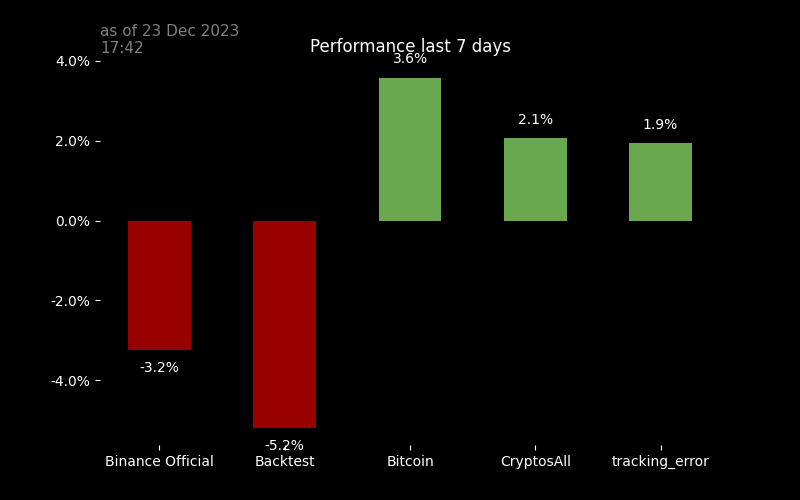 as of 23 Dec 2023
17:42
Performance last 7 days
4.0%
2.0%
0.0%
-2.0%
-4.0%
3.6%
2.1%
1.9%
-3.2%
-5.2%
Binance Official
Backtest
Bitcoin
CryptosAll
tracking_error